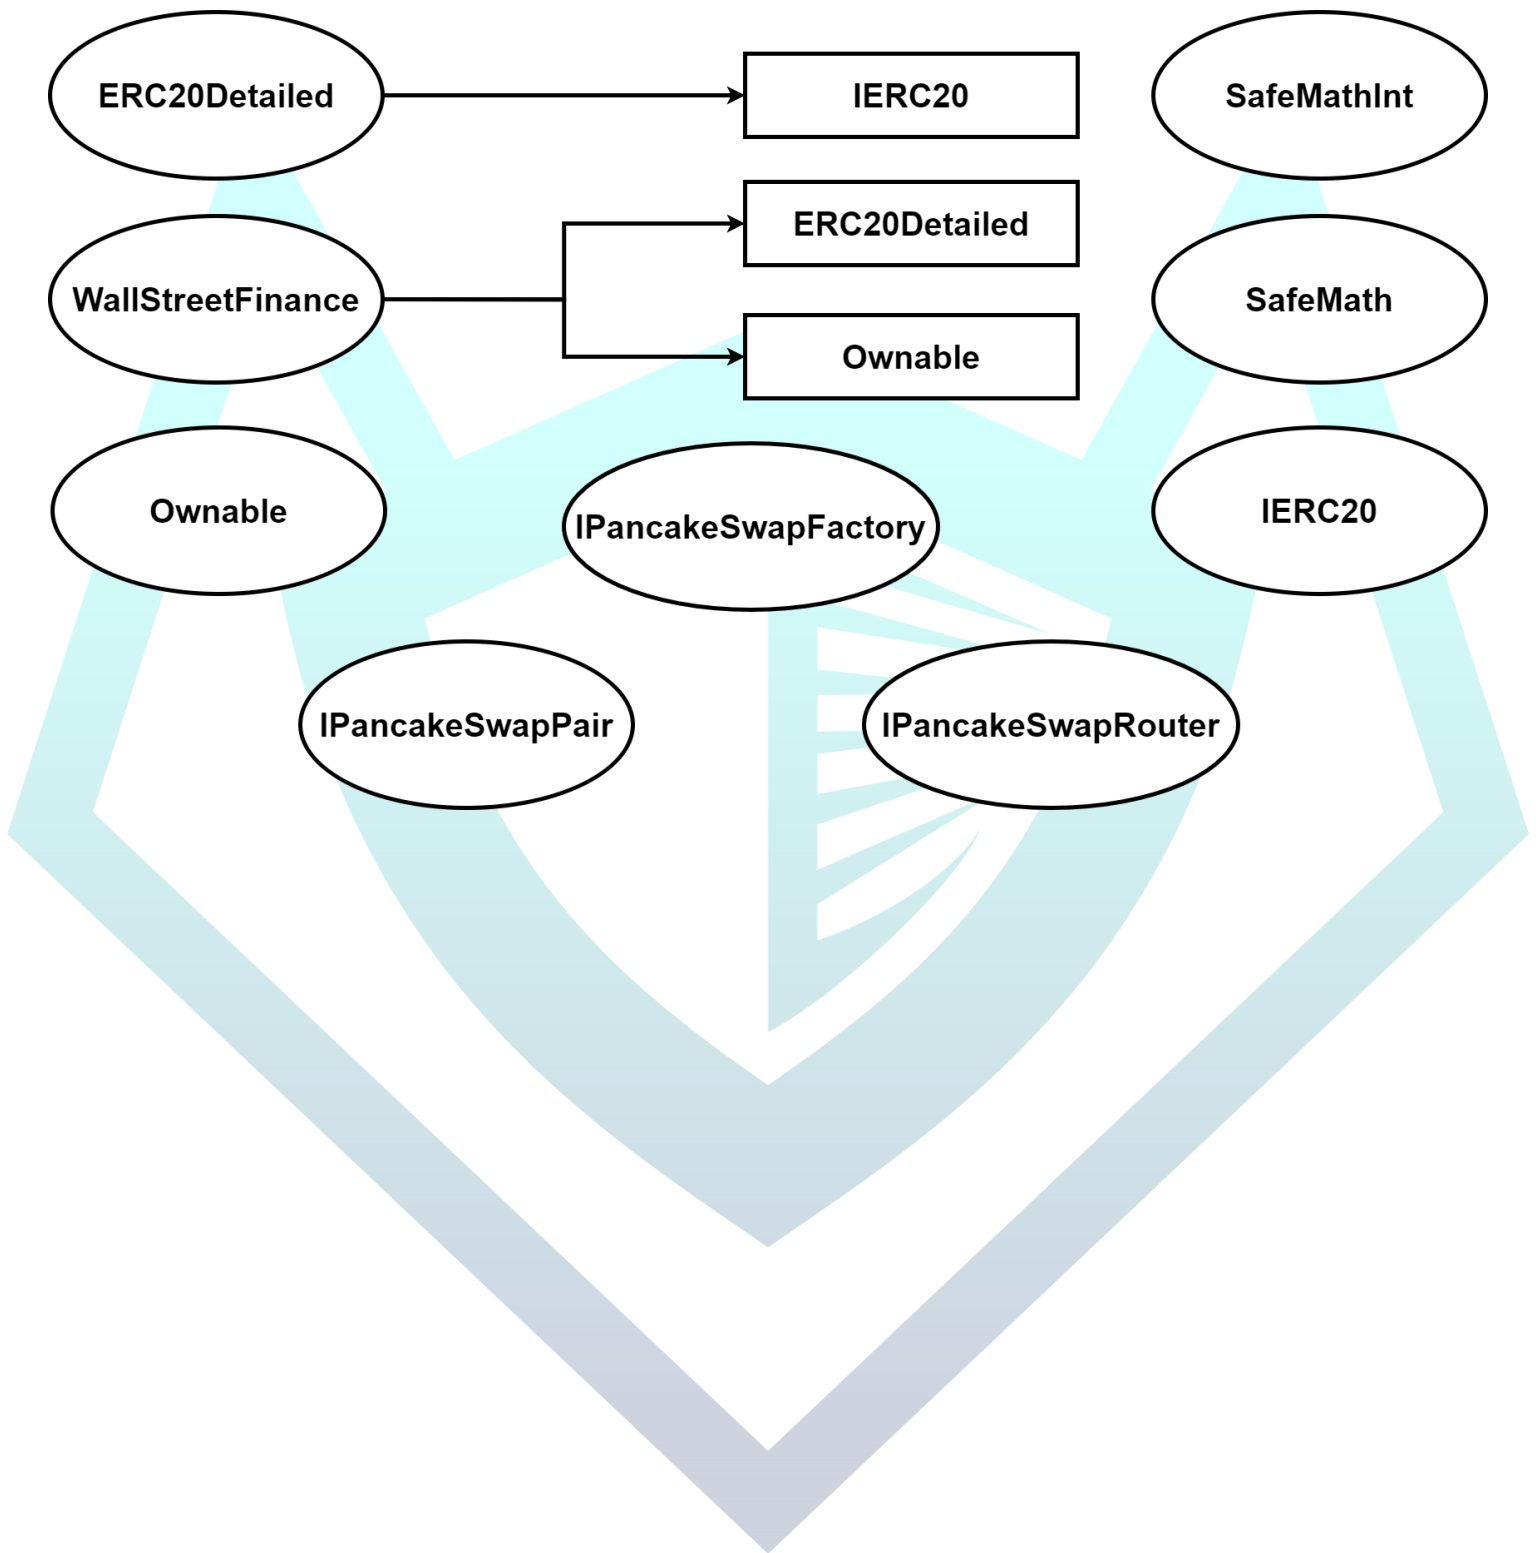 ERC20Detailed
IERC20
SafeMathInt
ERC20Detailed
WallStreetFinance
SafeMath
Ownable
Ownable
IPancakeSwapFactory
IERC20
IPancakeSwapPair
IPancakeSwapRouter